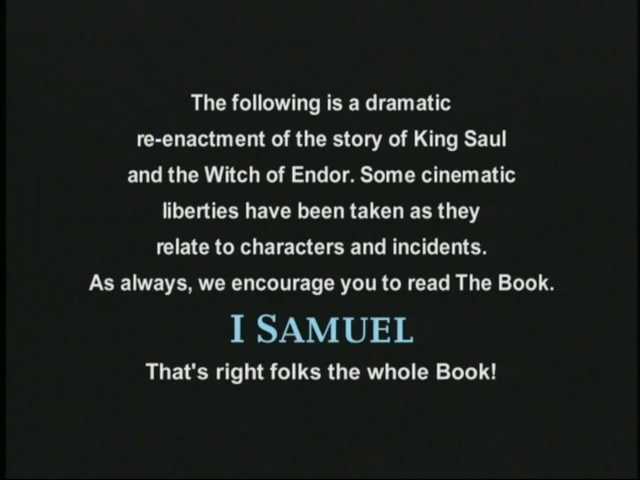 The following is a dramatic
re-enactment of the story of King Saul
and the Witch of Endor. Some cinematic
liberties have been taken as they
relate to characters and incidents.
As always, we encourage you to read The Book.
I SAMUEL
That's right folks the whole Book!